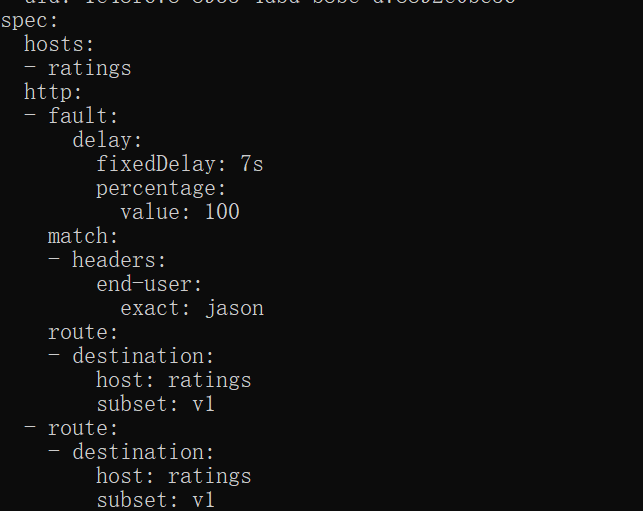 spec:
  hosts:
  - ratings
  http:
  - fault:
      delay:
        fixedDelay: 7s
        percentage:
          value: 100
    match:
    - headers:
        end-user:
          exact: jason
    route:
    - destination:
        host: ratings
        subset: v1
  - route:
    - destination:
        host: ratings
        subset: v1